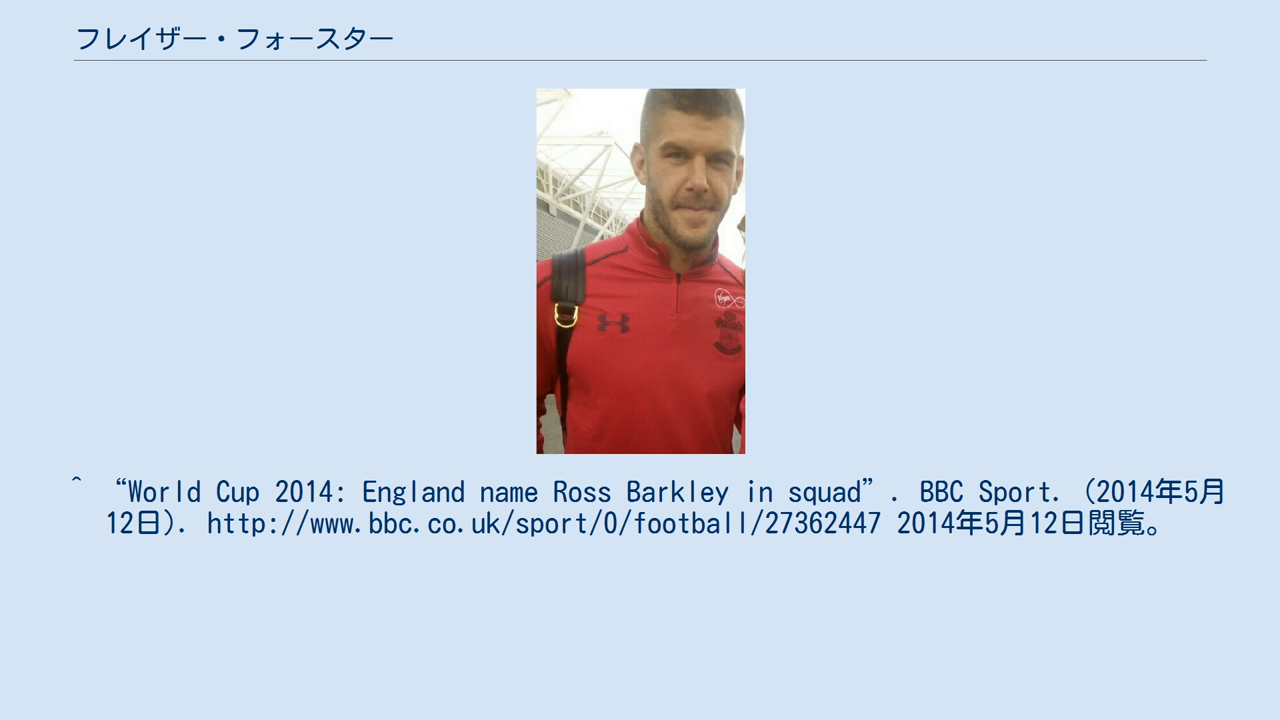 フレイザー・フォースター
Virgin
^ “World Cup 2014: England name Ross Barkley in squad”. BBC Sport. (2014年5月
12日). http://www.bbc.co.uk/sport/0/football/27362447 2014年5月12日閲覧。